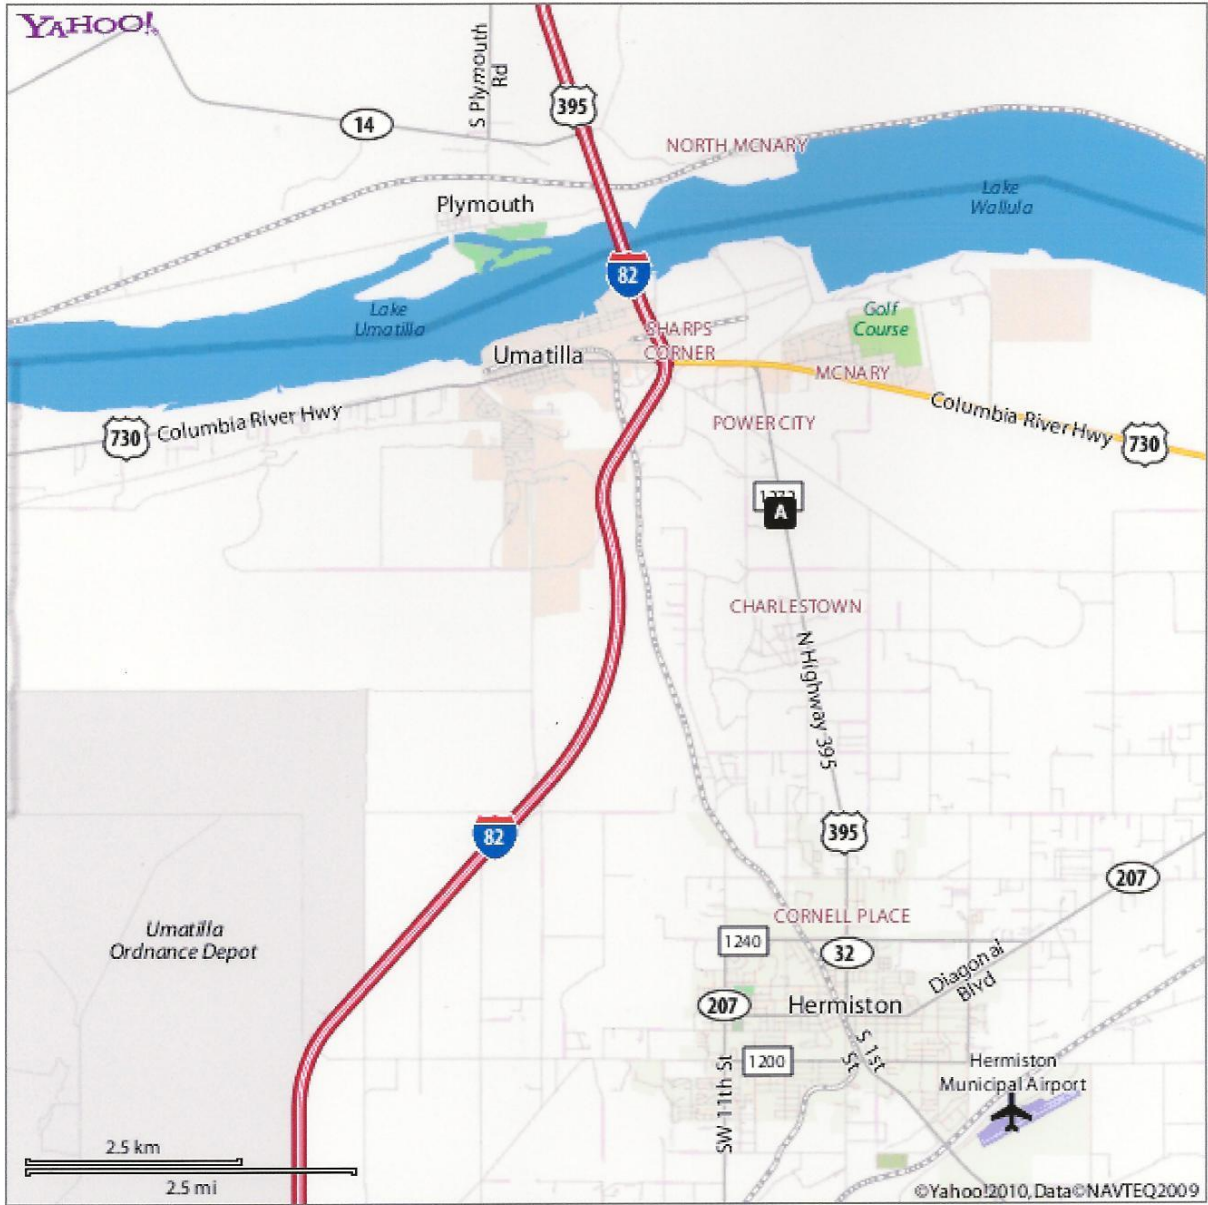 YAHOO!
S Plymouth
Rd
395
14
NORTH MCNARY
Plymouth
Lake
Wallula
82
Lake
Umatilla
Golf
Course
SHARPS
CORNER
Umatilla
MCNARY
730
Columbia River Hwy
Columbia River Hwy
730
POWER CITY
A
CHARLESTOWN
N Highway 395
82
395
207
Umatilla
Ordnance Depot
CORNELL PLACE
1240
32
Diagonal
Blvd
207
Hermiston
S 1st
St
1200
SW 11th St
Hermiston
Municipal Airport
2.5 km
2.5 mi
©Yahoo!2010, Data©NAVTEQ2009